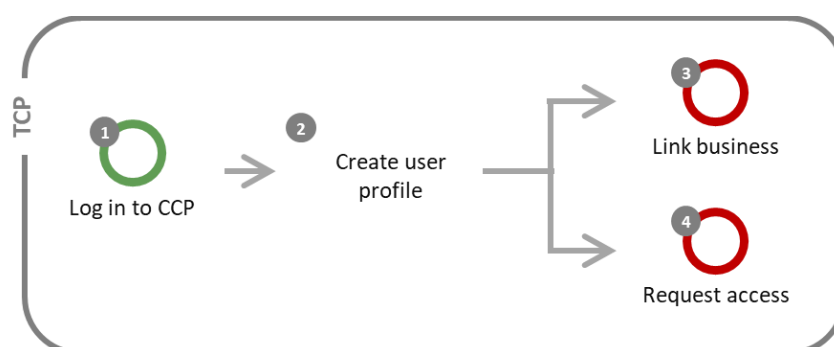 TCP
1
Log in to CCP
2
Create user
profile
3
Link business
4
Request access